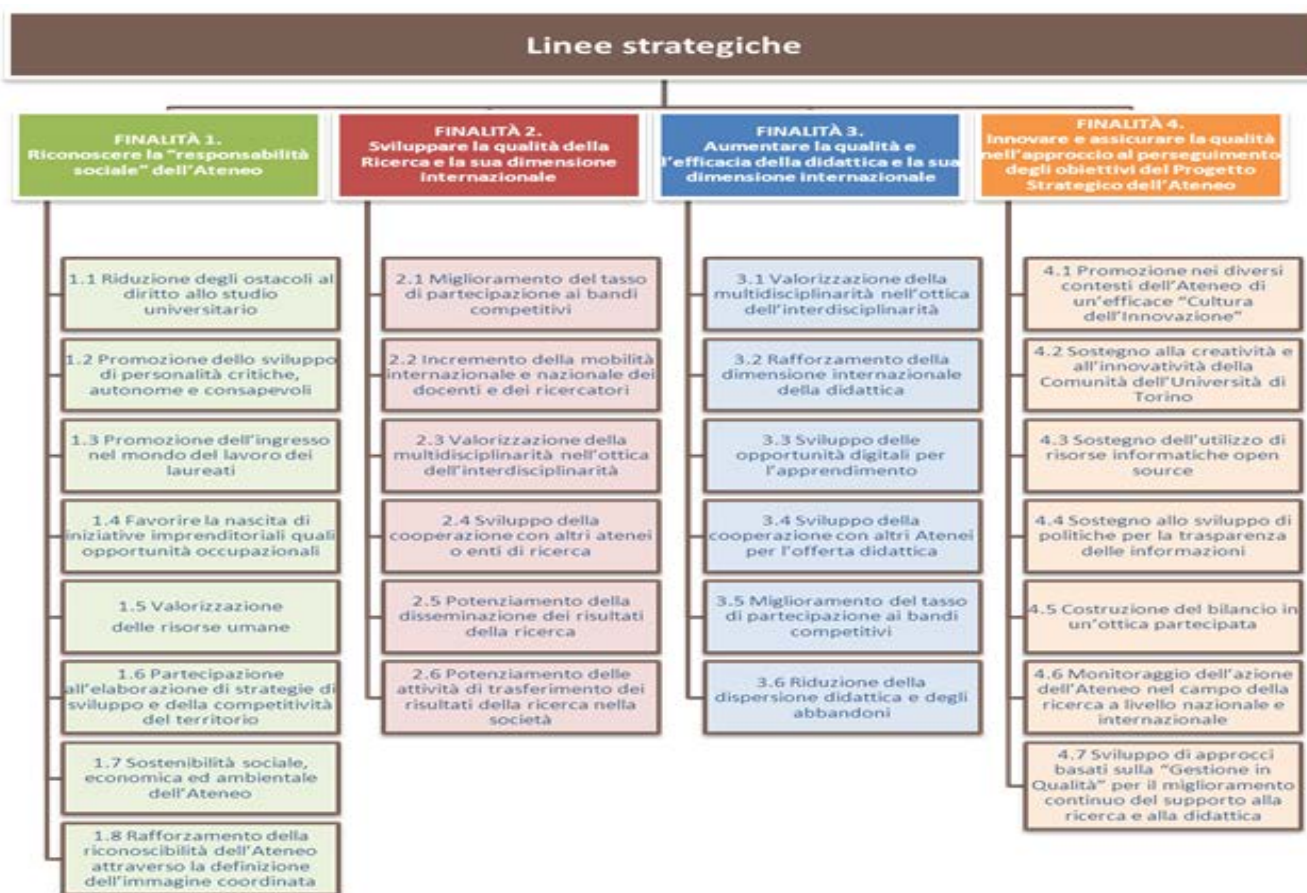 Linee strategiche
FINALITÀ 1.
Riconoscere la "responsabilità
sociale" dell'Ateneo
1.1 Riduzione degli ostacoli al
diritto allo studio
universitario
1.2 Promozione dello sviluppo
di personalità critiche,
autonome e consapevoli
1.3 Promozione dell'ingresso
nel mondo del lavoro dei
laureati
1.4 Favorire la nascita di
iniziative imprenditoriali quali
opportunità occupazionali
1.5 Valorizzazione
delle risorse umane
1.6 Partecipazione
all'elaborazione di strategie di
sviluppo e della competitività
del territorio
1.7 Sostenibilità sociale,
economica ed ambientale
dell'Ateneo
1.8 Rafforzamento della
riconoscibilità dell'Ateneo
attraverso la definizione
dell'immagine coordinata
FINALITÀ 2.
Sviluppare la qualità della
Ricerca e la sua dimensione
Internazionale
2.1 Miglioramento del tasso
di partecipazione ai bandi
competitivi
2.2 Incremento della mobilità
internazionale e nazionale dei
docenti e dei ricercatori
2.3 Valorizzazione della
multidisciplinarità nell'ottica
dell'interdisciplinarità
2.4 Sviluppo della
cooperazione con altri atenei
o enti di ricerca
2.5 Potenziamento della
disseminazione dei risultati
della ricerca
2.6 Potenziamento delle
attività di trasferimento dei
risultati della ricerca nella
società
FINALITÀ 3.
Aumentare la qualità e
l'efficacia della didattica e la sua
dimensione internazionale
3.1 Valorizzazione della
multidisciplinarità nell'ottica
dell'interdisciplinarità
3.2 Rafforzamento della
dimensione internazionale
della didattica
3.3 Sviluppo delle
opportunità digitali per
l'apprendimento
3.4 Sviluppo della
cooperazione con altri Atenei
per l'offerta didattica
3.5 Miglioramento del tasso
di partecipazione ai bandi
competitivi
3.6 Riduzione della
dispersione didattica e degli
abbandoni
FINALITÀ 4.
Innovare e assicurare la qualità
nell'approccio al perseguimento
degli obiettivi del Progetto
Strategico dell'Ateneo
4.1 Promozione nei diversi
contesti dell'Ateneo di
un'efficace "Cultura
dell'Innovazione"
4.2 Sostegno alla creatività e
all'innovatività della
Comunità dell'Università di
Torino
4.3 Sostegno dell'utilizzo di
risorse informatiche open
source
4.4 Sostegno allo sviluppo di
politiche per la trasparenza
delle informazioni
4.5 Costruzione del bilancio in
un'ottica partecipata
4.6 Monitoraggio dell'azione
dell'Ateneo nel campo della
ricerca a livello nazionale e
internazionale
4.7 Sviluppo di approcci
basati sulla "Gestione in
Qualità" per il miglioramento
continuo del supporto alla
ricerca e alla didattica